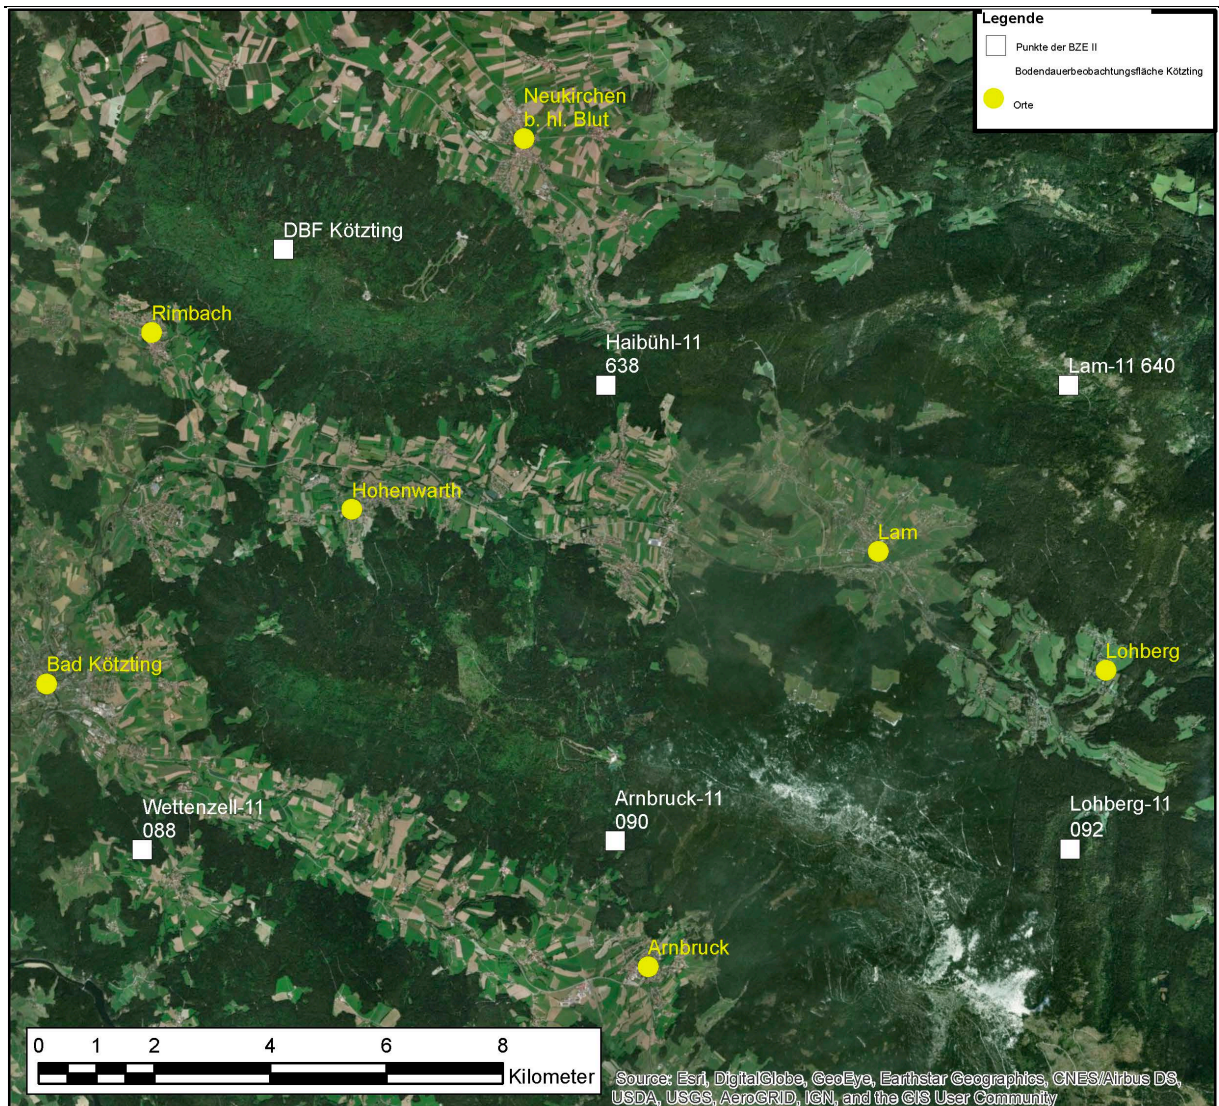 Legende
Punkte der BZE II
Bodendauerbeobachtungsfläche Kötzting
Orte
Neukirchen
b. hl. Blut
DBF Kötzting
Rimbach
Haibühl-11
638
Lam-11 640
Hohenwarth
Lam
Bad Kötzting
Lohberg
Wettenzell-11
088
Arnbruck-11
090
Lohberg-11
092
Arnbruck
0 1 2 4 6 8
Kilometer
Source: Esri, DigitalGlobe, GeoEye, Earthstar Geographics, CNES/Airbus DS,
USDA, USGS, AeroGRID, IGN, and the GIS User Community